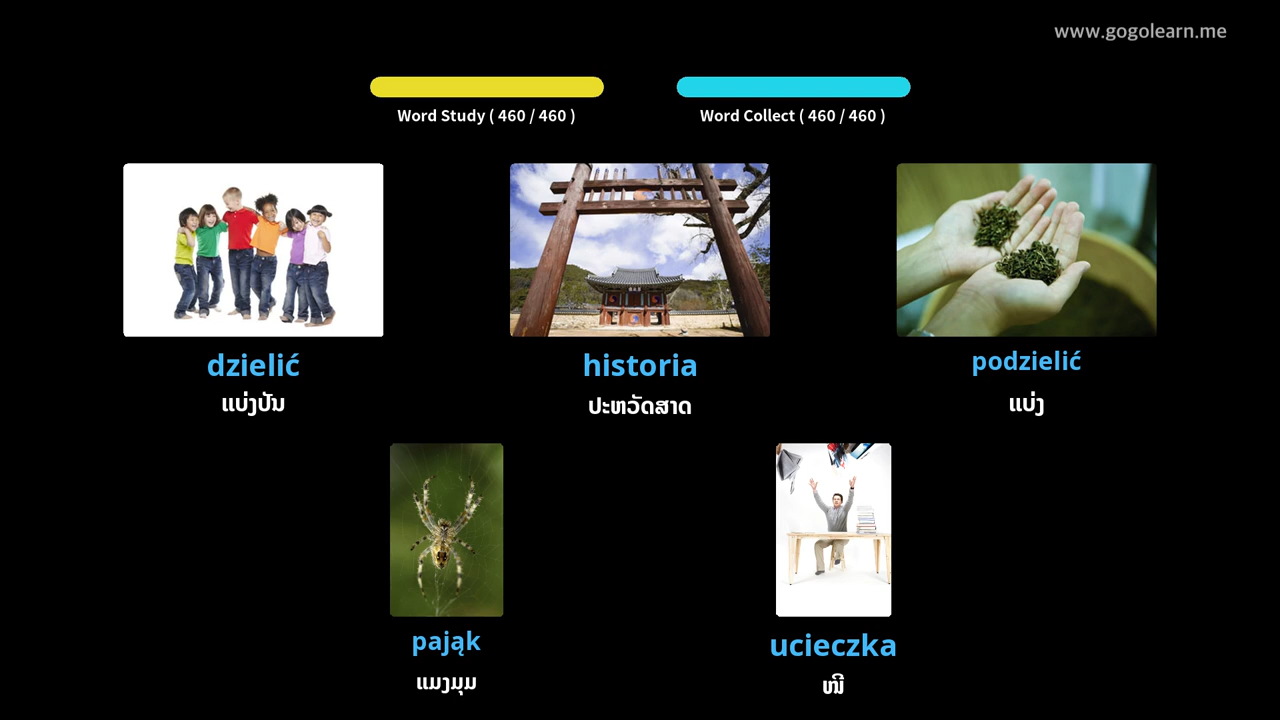 www.gogolearn.me
Word Study ( 460 / 460 )
Word Collect ( 460 / 460 )
dzielić
ແບ່ງປັນ
historia
ປະຫວັດສາດ
podzielić
ແບ່ງ
pająk
ແມງມຸມ
ucieczka
ໜີ